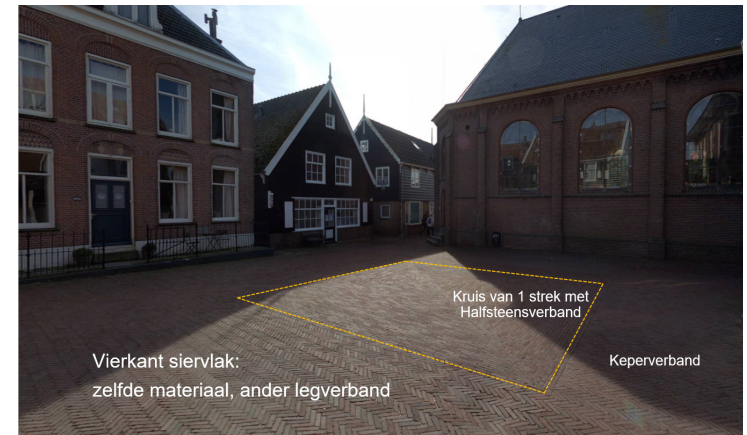 Kruis van 1 strek met
Halfsteensverband
Keperverband
Vierkant siervlak:
zelfde materiaal, ander legverband